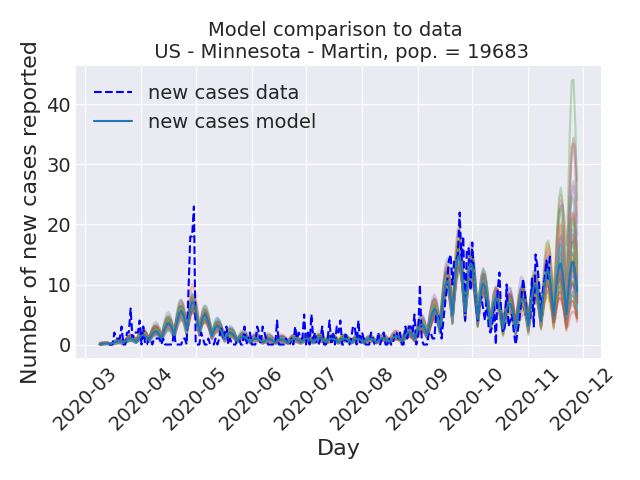 Model comparison to data
US - Minnesota - Martin, pop. = 19683
Number of new cases reported
new cases data
new cases model
40
30
20
10
0
2020-03
2020-04
2020-05
2020-06
2020-07
2020-08
2020-09
2020-10
2020-11
2020-12
Day